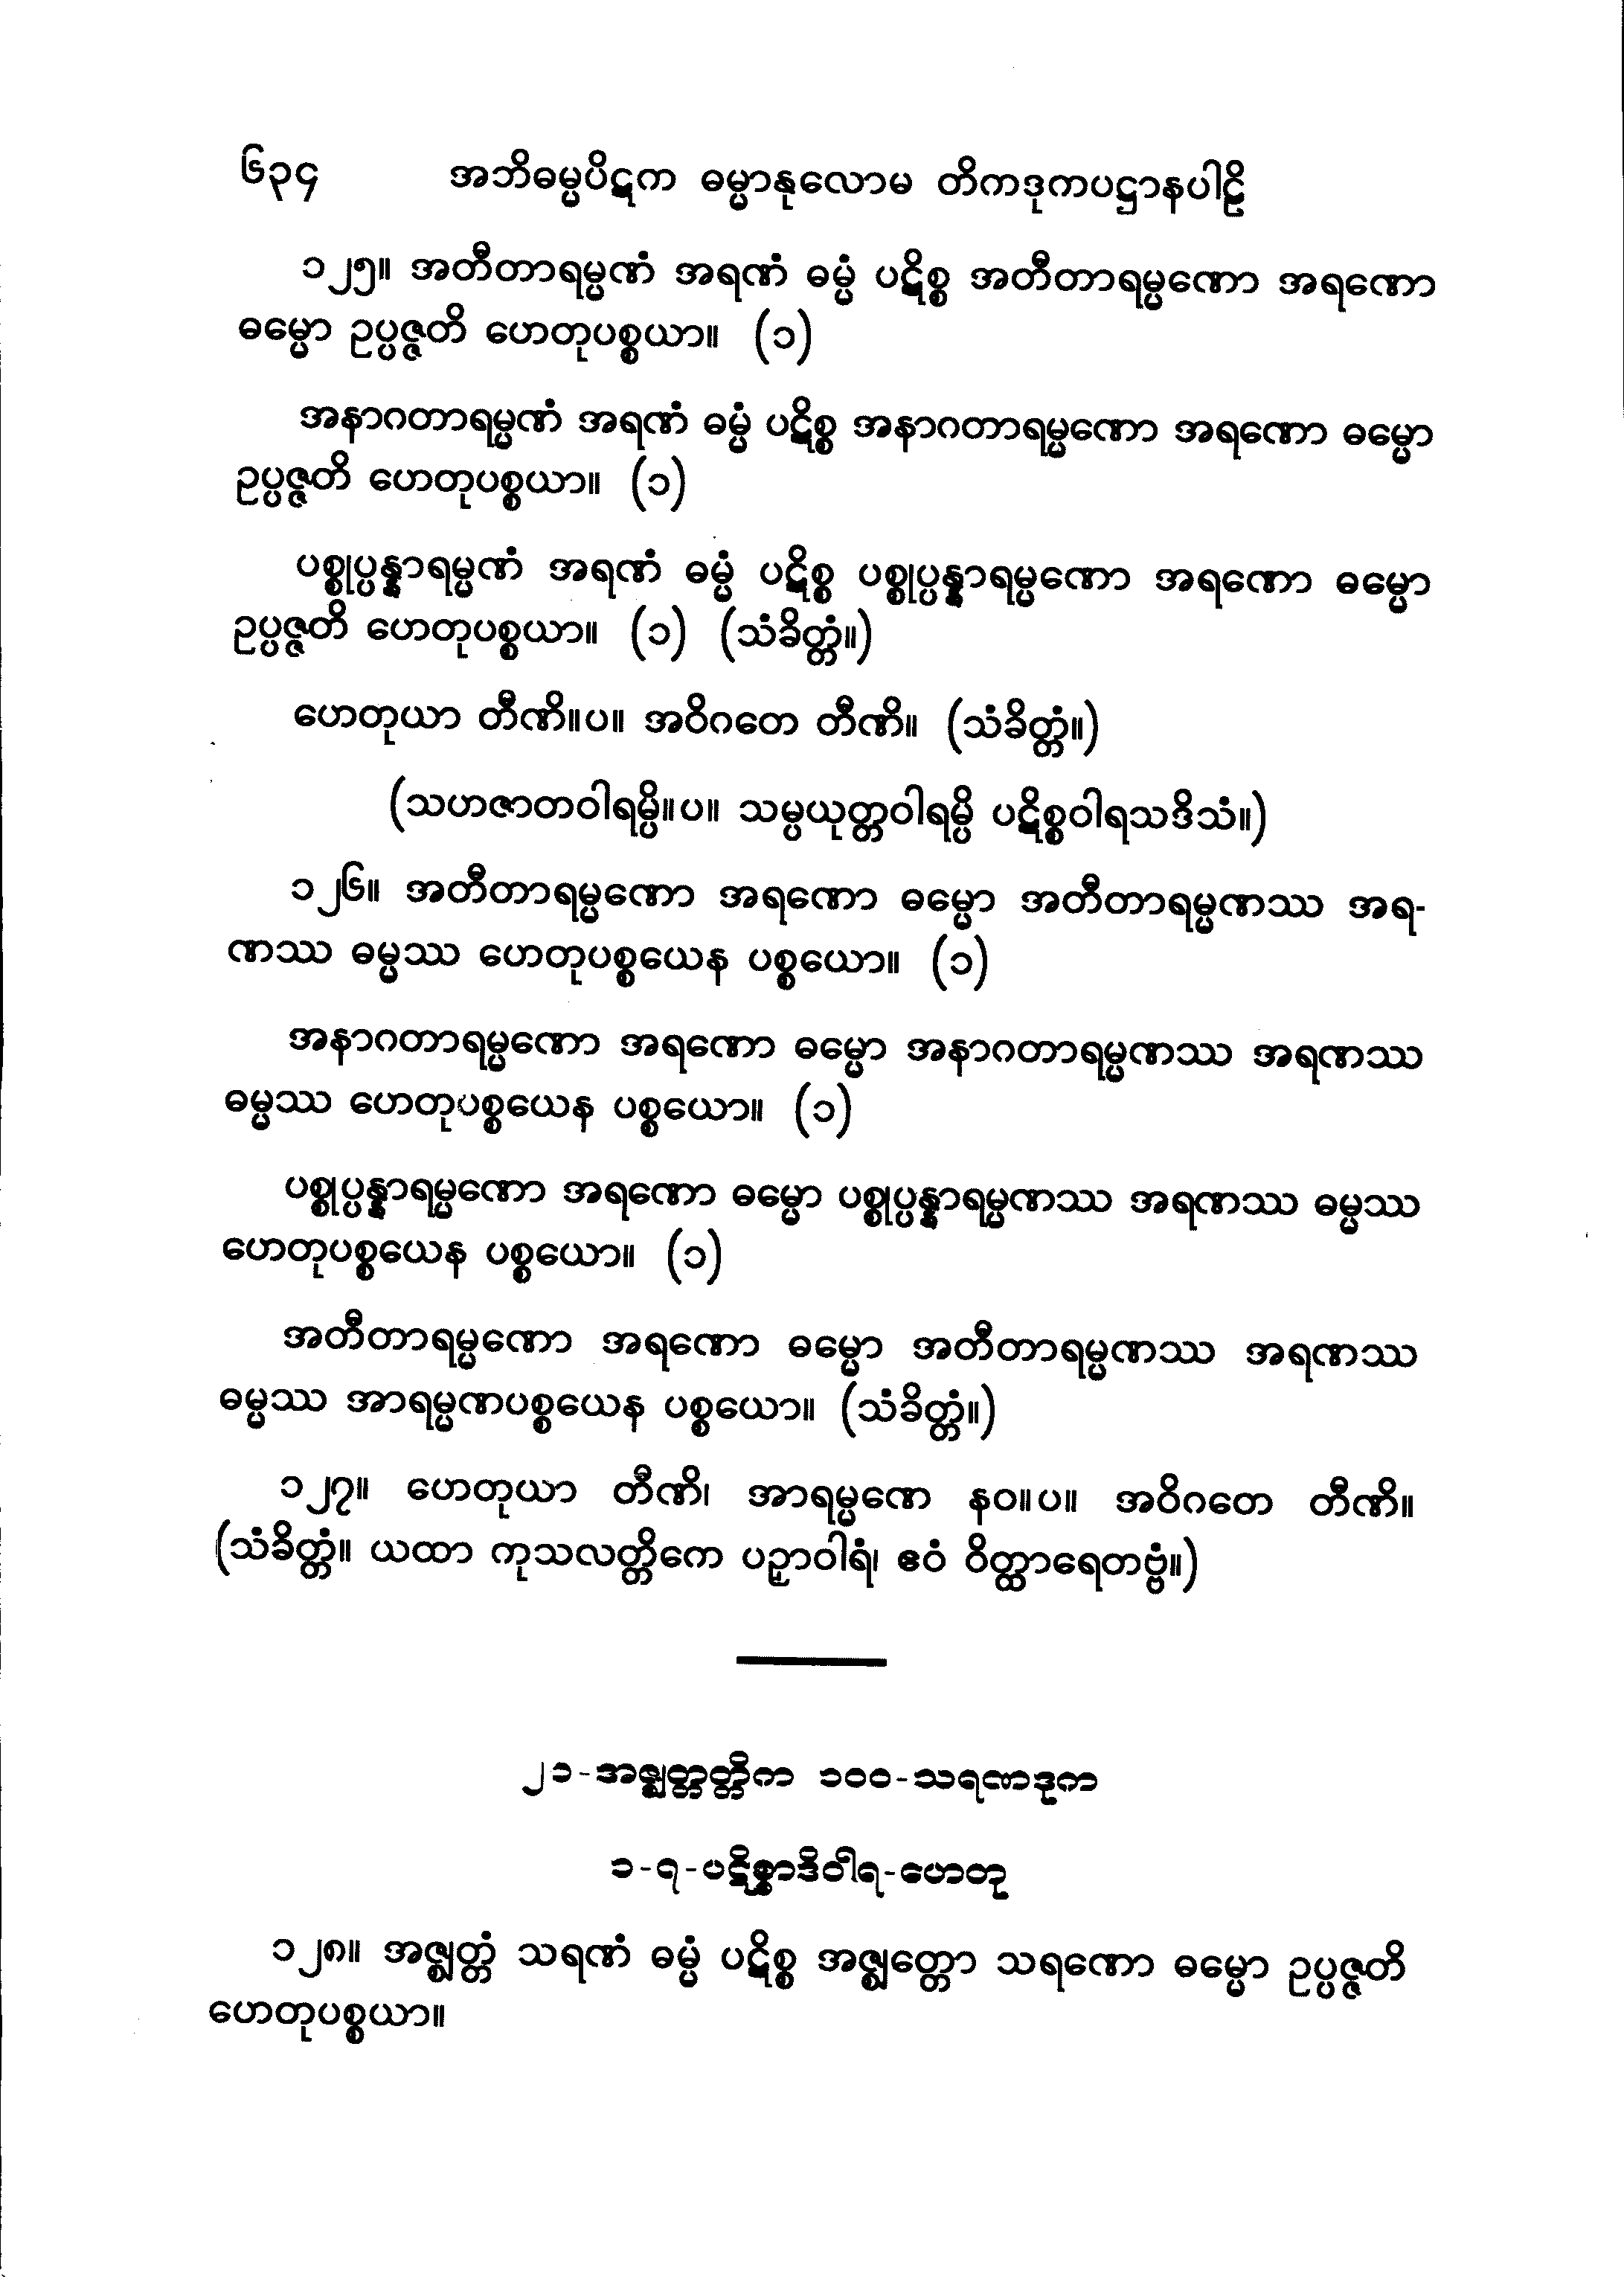 ၆၃၄ အဘိဓမ္မပိဋက ဓမ္မာနုလောမ တိကဒုကပဋ္ဌာနပါဠိ
၁၂၅။ အတီတာရမ္မဏံ အရဏံ ဓမ္မံ ပဋိစ္စ အတီတာရမ္မဏော အရဏော
ဓမ္မော ဥပ္ပဇ္ဇတိ ဟေတုပစ္စယာ။ (၁)
အနာဂတာရမ္မဏံ အရဏံ ဓမ္မံ ပဋိစ္စ အနာဂတာရမ္မဏော အရဏော ဓမ္မော
ဥပ္ပဇ္ဇတိ ဟေတုပစ္စယာ။ (၁)
ပစ္စုပ္ပန္နာရမ္မဏံ အရဏံ ဓမ္မံ ပဋိစ္စ ပစ္စုပ္ပန္နာရမ္မဏော အရဏော ဓမ္မော
ဥပ္ပဇ္ဇတိ ဟေတုပစ္စယာ။ (၁) (သံခိတ္တံ။)
ဟေတုယာ တီဏိ။ပ။ အဝိဂတေ တီဏိ။ (သံခိတ္တံ။)
(သဟဇာတဝါရမ္ပိ။ပ။ သမ္ပယုတ္တဝါရမ္ပိ ပဋိစ္စဝါရသဒိသံ။)
၁၂၆။ အတီတာရမ္မဏော အရဏော ဓမ္မော အတီတာရမ္မဏဿ အရ-
ဏဿ ဓမ္မဿ ဟေတုပစ္စယေန ပစ္စယော။ (၁)
အနာဂတာရမ္မဏော အရဏော ဓမ္မော အနာဂတာရမ္မဏဿ အရဏဿ
ဓမ္မဿ ဟေတုပစ္စယေန ပစ္စယော။ (၁)
ပစ္စုပ္ပန္နာရမ္မဏော အရဏော ဓမ္မော ပစ္စုပ္ပန္နာရမ္မဏဿ အရဏဿ ဓမ္မဿ
ဟေတုပစ္စယေန ပစ္စယော။ (၁)
အတီတာရမ္မဏော အရဏော ဓမ္မော အတီတာရမ္မဏဿ အရဏဿ
ဓမ္မဿ အာရမ္မဏပစ္စယေန ပစ္စယော။ (သံခိတ္တံ။)
၁၂၇။ ဟေတုယာ တီဏိ၊ အာရမ္မဏေ နဝ။ပ။ အဝိဂတေ တီဏိ။
(သံခိတ္တံ။ ယထာ ကုသလတ္တိကေ ပဉှာဝါရံ၊ ဧဝံ ဝိတ္ထာရေတဗ္ဗံ။)
၂၁-အဇ္ဈတ္တတ္တိက ၁၀၀-သရဏဒုက
၁-၇-ပဋိစ္စာဒိဝါရ-ဟေတု
၁၂၈။ အဇ္ဈတ္တံ သရဏံ ဓမ္မံ ပဋိစ္စ အဇ္ဈတ္တော သရဏော ဓမ္မော ဥပ္ပဇ္ဇတိ
ဟေတုပစ္စယာ။